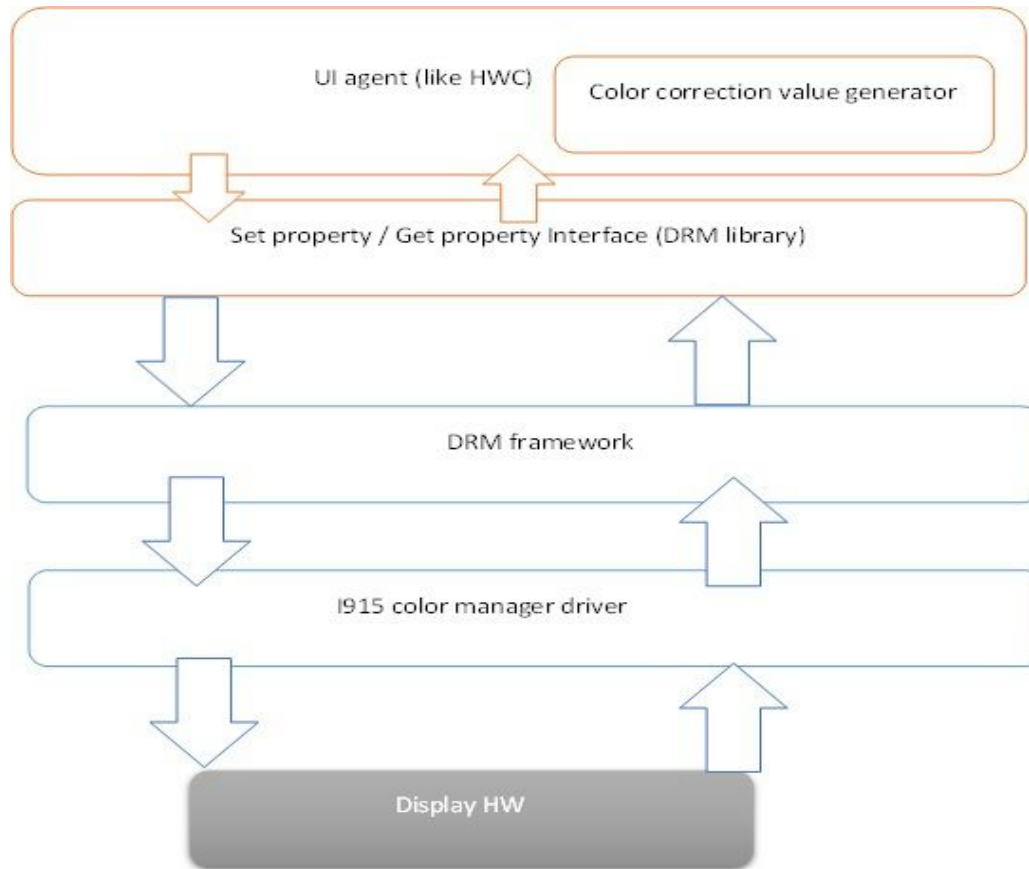 UI agent (like HWC)
Color correction value generator
Set property / Get property Interface (DRM library)
DRM framework
I915 color manager driver
Display HW